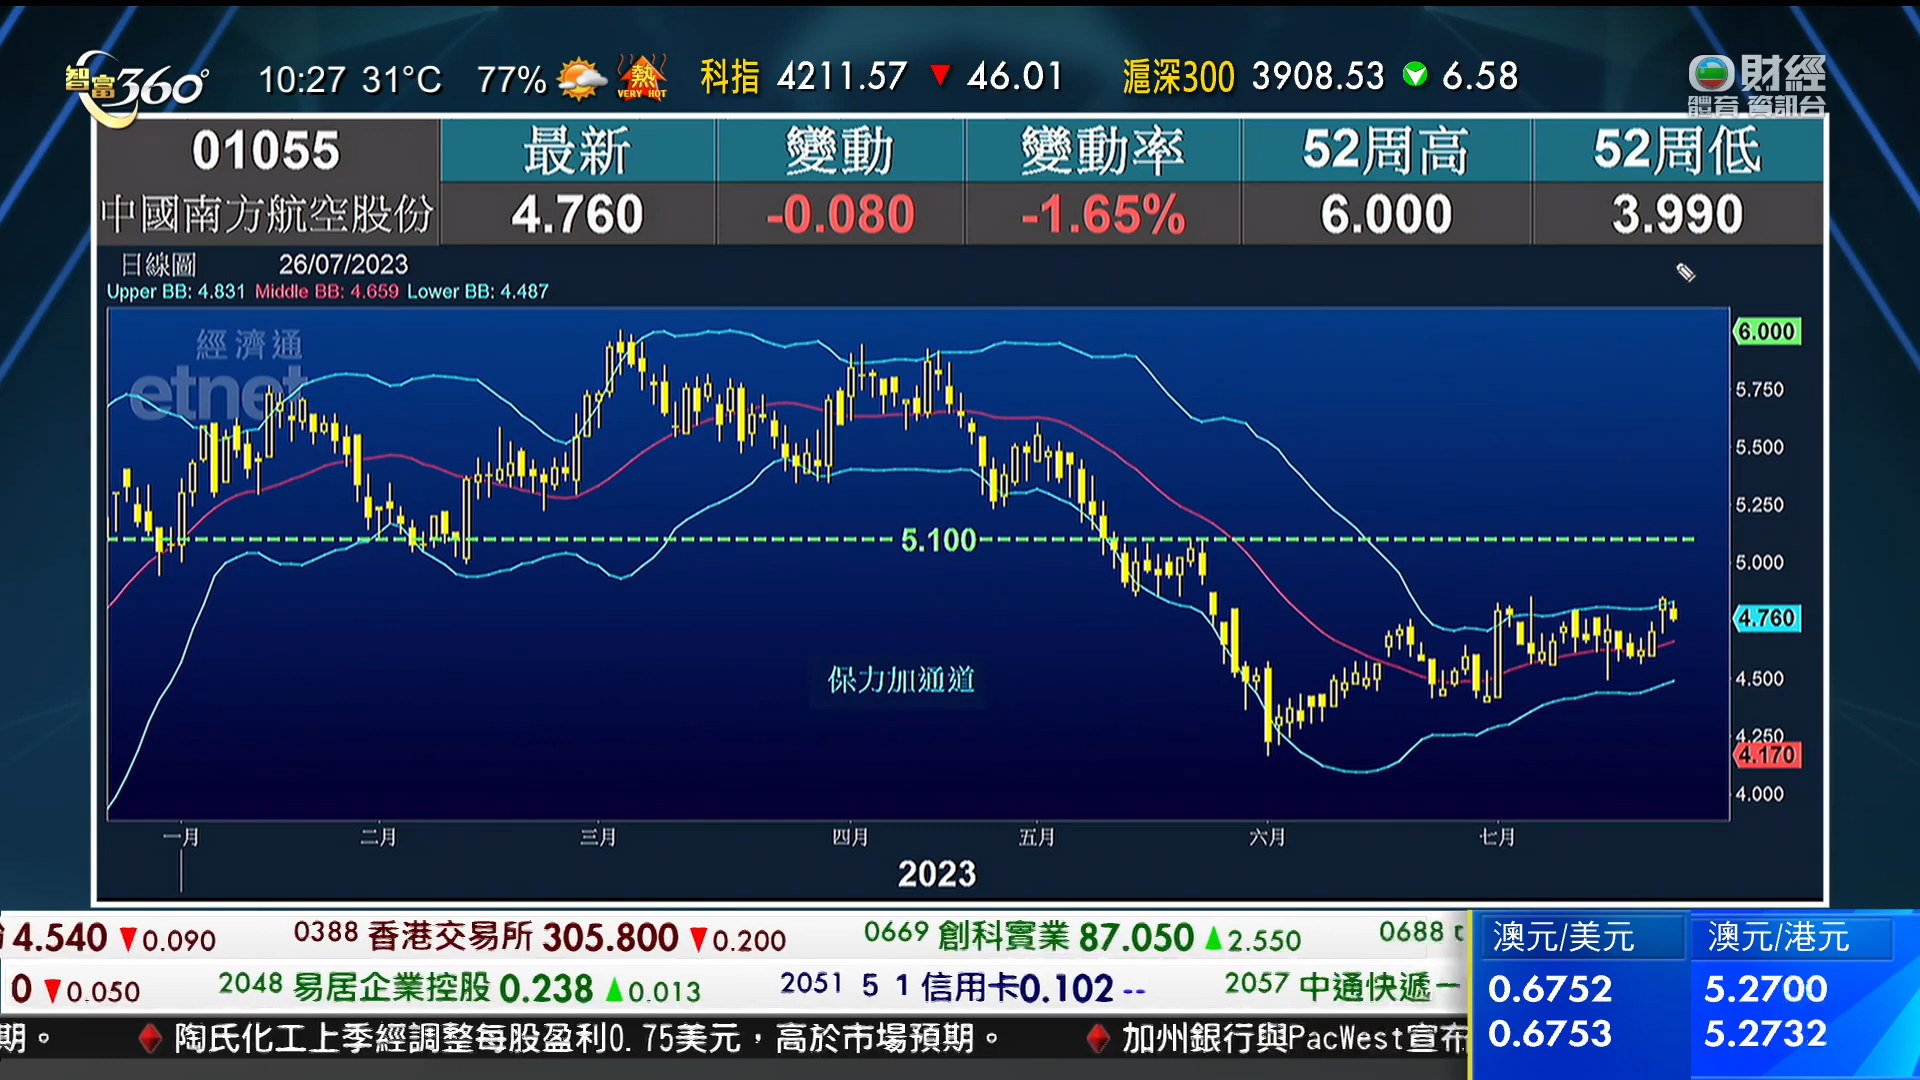 智富360°
10:27 31°C 77% 熱 VERY HOT 科指 4211.57 ▼ 46.01 滬深300 3908.53 6.58
財經
體育 資訊台
01055 最新 變動 變動率 52周高 52周低
中國南方航空股份 4.760 -0.080 -1.65% 6.000 3.990
日線圖 26/07/2023
Upper BB: 4.831 Middle BB: 4.659 Lower BB: 4.487
經濟通
etnet
6.000
5.750
5.500
5.250
5.100
5.000
4.760
保力加通道
4.500
4.250
4.170
4.000
一月 二月 三月 四月 五月 六月 七月
2023
4.540 ▼0.090 0388 香港交易所 305.800 ▼0.200 0669 創科實業 87.050 ▲2.550 0688
0 ▼0.050 2048 易居企業控股 0.238 ▲0.013 2051 51信用卡 0.102 -- 2057 中通快遞一
期。 ◆ 陶氏化工上季經調整每股盈利0.75美元，高於市場預期。 ◆ 加州銀行與PacWest宣布
澳元/美元 澳元/港元
0.6752 5.2700
0.6753 5.2732